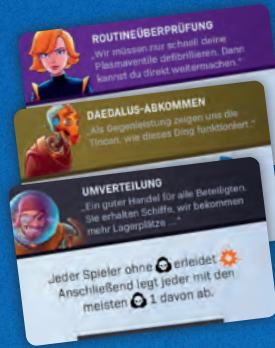 ROUTINEÜBERPRÜFUNG
„Wir müssen nur schnell deine
Plasmaventile defibrillieren. Dann
kannst du direkt weitermachen.“
DAEDALUS-ABKOMMEN
„Als Gegenleistung zeigen uns die
Tincan, wie dieses Ding funktioniert.“
UMVERTEILUNG
„Ein guter Handel für alle Beteiligten.
Sie erhalten Schiffe, wir bekommen
mehr Lagerplätze ...“
Jeder Spieler ohne erleidet
Anschließend legt jeder mit den
meisten 1 davon ab.